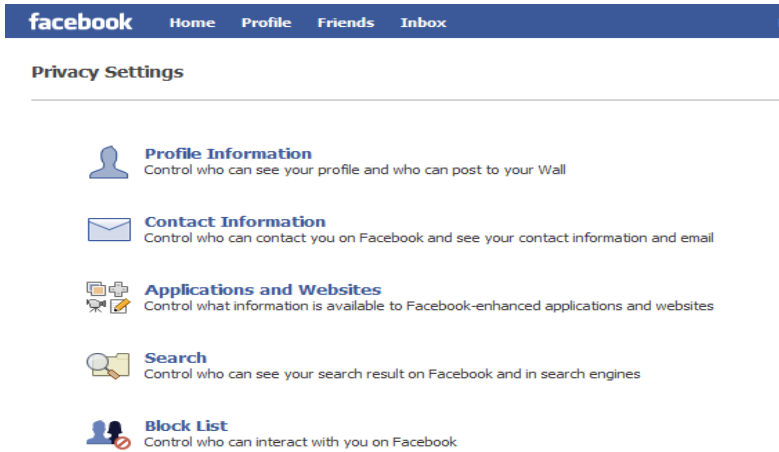 facebook Home Profile Friends Inbox
Privacy Settings
Profile Information
Control who can see your profile and who can post to your Wall
Contact Information
Control who can contact you on Facebook and see your contact information and email
Applications and Websites
Control what information is available to Facebook-enhanced applications and websites
Search
Control who can see your search result on Facebook and in search engines
Block List
Control who can interact with you on Facebook